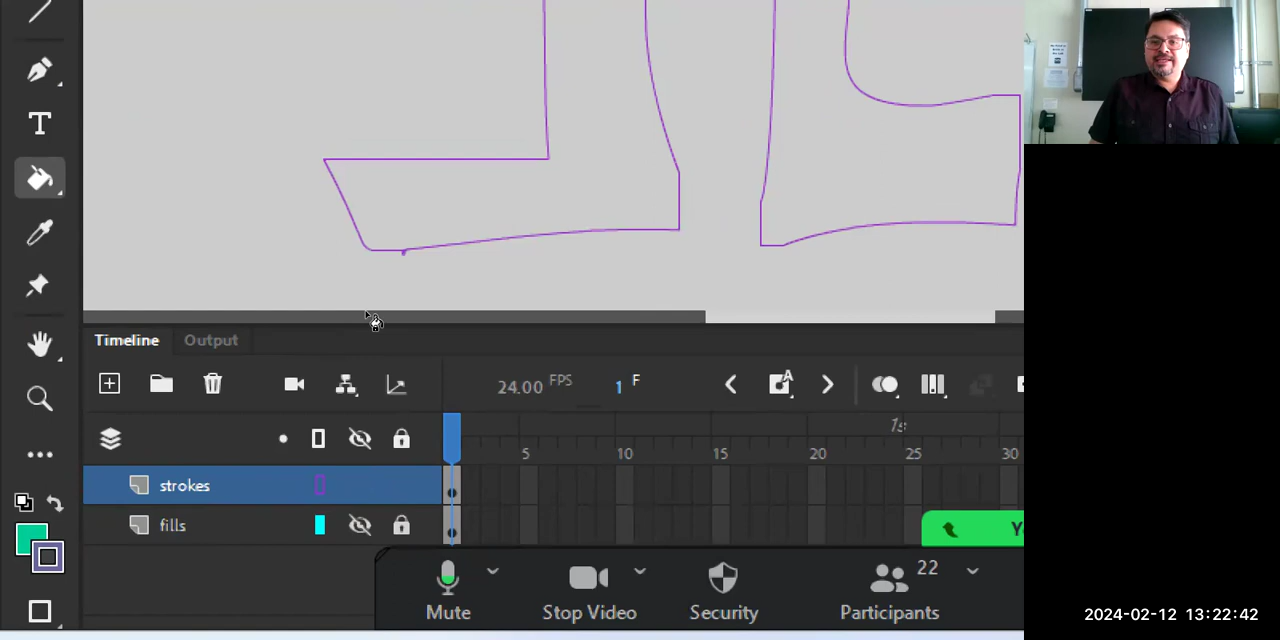 T
Timeline
Output
24.00 FPS
1 F
1s
5
10
15
20
25
30
strokes
fills
22
Mute
Stop Video
Security
Participants
2024-02-12 13:22:42